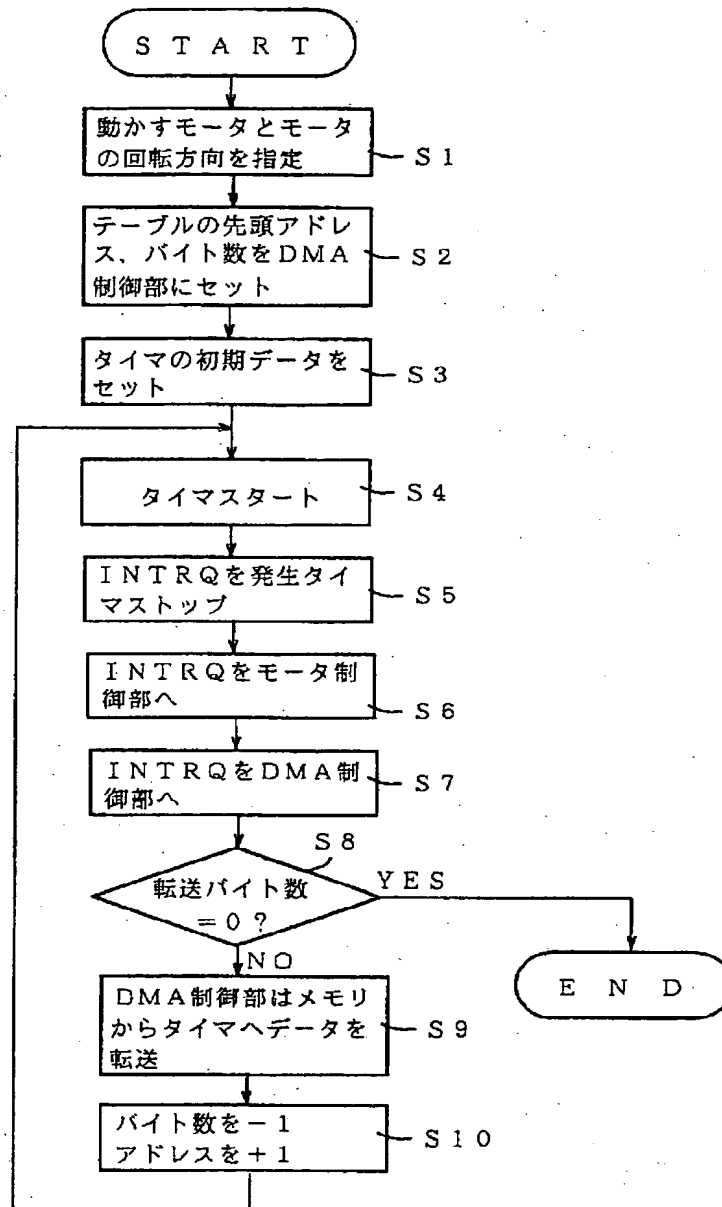 START
動かすモータとモータ
の回転方向を指定
S1
テーブルの先頭アドレ
ス、バイト数をDMA
制御部にセット
S2
タイマの初期データを
セット
S3
タイマスタート
S4
INTRQを発生タイ
マストップ
S5
INTRQをモータ制
御部へ
S6
INTRQをDMA制
御部へ
S7
S8
転送バイト数
=0?
YES
NO
END
DMA制御部はメモリ
からタイマヘデータを
転送
S9
バイト数を-1
アドレスを+1
S10